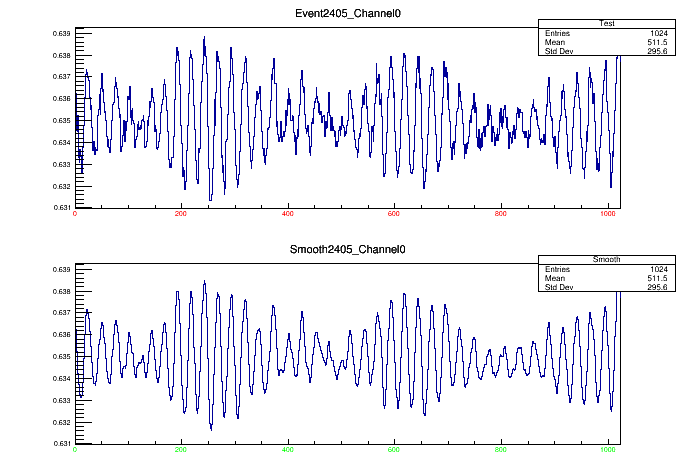 Event2405_Channel0
Test
Entries 1024
Mean 511.5
Std Dev 295.6
0.639
0.638
0.637
0.636
0.635
0.634
0.633
0.632
0.631
0 200 400 600 800 1000
Smooth2405_Channel0
Smooth
Entries 1024
Mean 511.5
Std Dev 295.6
0.639
0.638
0.637
0.636
0.635
0.634
0.633
0.632
0.631
0 200 400 600 800 1000